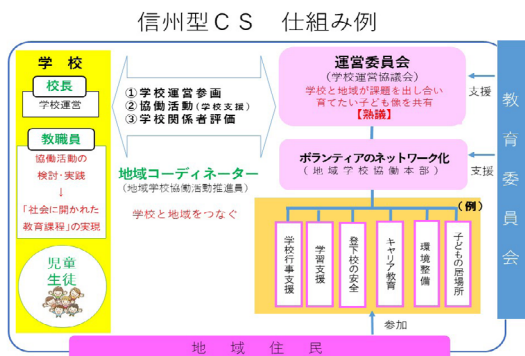 信州型CS 仕組み例
学校
校長
学校運営
教職員
協働活動の
検討・実践
↓
「社会に開かれた
教育課程」の実現
児童
生徒
①学校運営参画
②協働活動(学校支援)
③学校関係者評価
地域コーディネーター
(地域学校協働活動推進員)
学校と地域をつなぐ
運営委員会
(学校運営協議会)
学校と地域が課題を出し合い
育てたい子ども像を共有
【熟議】
支援
ボランティアのネットワーク化
(地域学校協働本部)
支援
(例)
学校行事支援
学習支援
登下校の安全
キャリア教育
環境整備
子どもの居場所
参加
教育委員会
地域住民